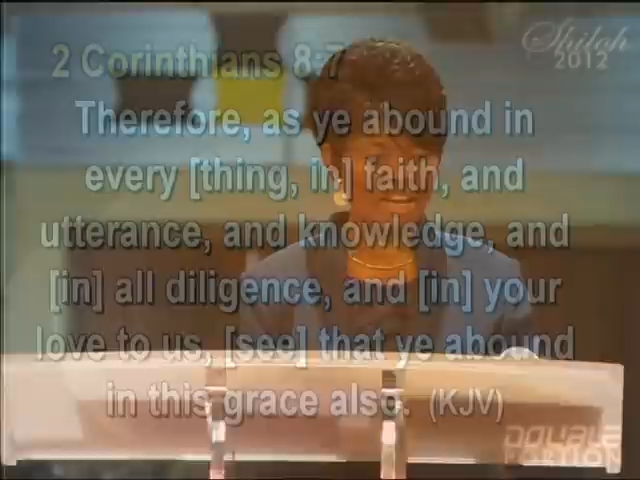 Shiloh
2012
2 Corinthians 8:7
Therefore, as ye abound in
every [thing, in] faith, and
utterance, and knowledge, and
[in] all diligence, and [in] your
love to us, [see] that ye abound
in this grace also. (KJV)
DOUBLE
PORTION